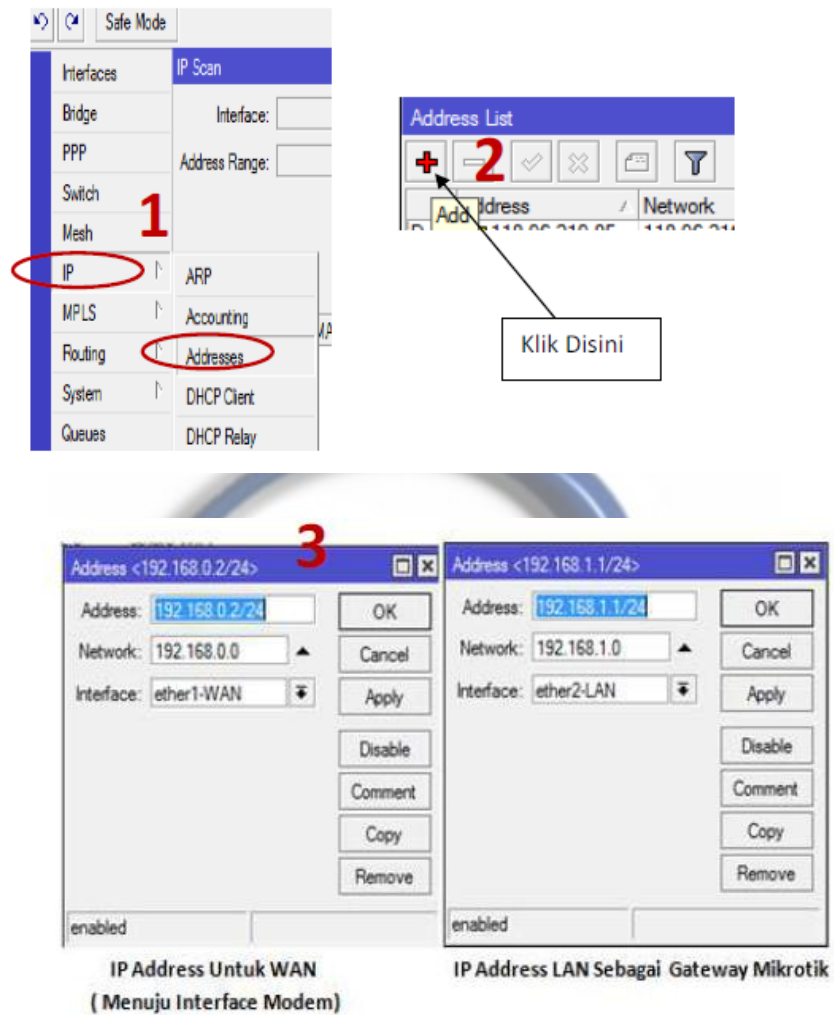 Safe Mode
Interfaces
Bridge
PPP
Switch
Mesh
IP
MPLS
Routing
System
Queues
1
IP Scan
Interface:
Address Range:
ARP
Accounting
Addresses
DHCP Client
DHCP Relay
Address List
2
Address Network
Add
Klik Disini
3
Address <192.168.0.2/24>
Address: 192.168.0.2/24
Network: 192.168.0.0
Interface: ether1-WAN
OK
Cancel
Apply
Disable
Comment
Copy
Remove
enabled
IP Address Untuk WAN
( Menuju Interface Modem)
Address <192.168.1.1/24>
Address: 192.168.1.1/24
Network: 192.168.1.0
Interface: ether2-LAN
OK
Cancel
Apply
Disable
Comment
Copy
Remove
enabled
IP Address LAN Sebagai Gateway Mikrotik